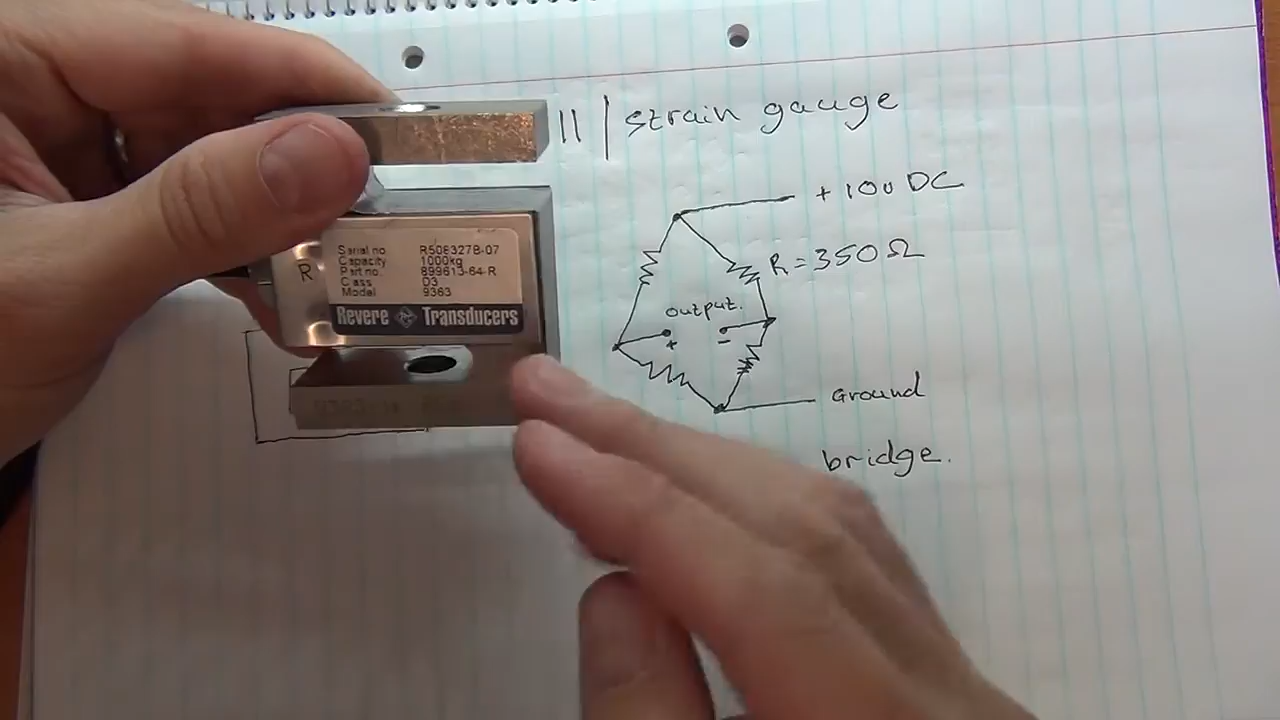 strain gauge
+ 10v DC
R = 350 Ω
output.
+ -
Ground
bridge.
R
Serial no R506327B-07
Capacity 1000kg
Part no. 899613-64-R
Class D3
Model 9363
Revere Transducers